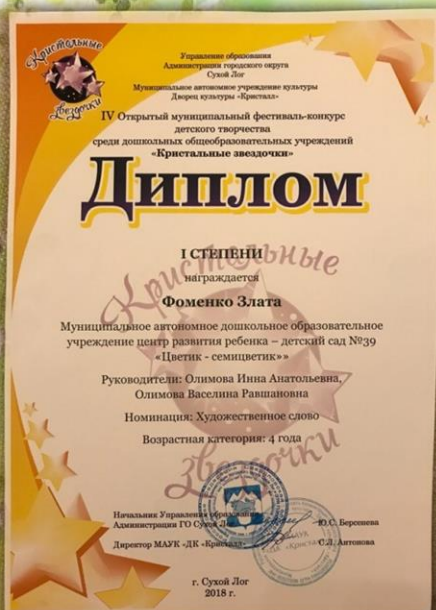 Кристальные
звездочки
Управление образования
Администрации городского округа
Сухой Лог
Муниципальное автономное учреждение культуры
Дворец культуры «Кристалл»
IV Открытый муниципальный фестиваль-конкурс
детского творчества
среди дошкольных общеобразовательных учреждений
«Кристальные звездочки»
Диплом
I СТЕПЕНИ
награждается
Кристальные
Фоменко Злата
Муниципальное автономное дошкольное образовательное
учреждение центр развития ребенка – детский сад №39
«Цветик - семицветик»»
Руководители: Олимова Инна Анатольевна,
Олимова Васелина Равшановна
Номинация: Художественное слово
Возрастная категория: 4 года
звездочки
Начальник Управления образования
Администрации ГО Сухой Лог Ю.С. Берсенева
Директор МАУК «ДК «Кристалл» С.Л. Антонова
г. Сухой Лог
2018 г.